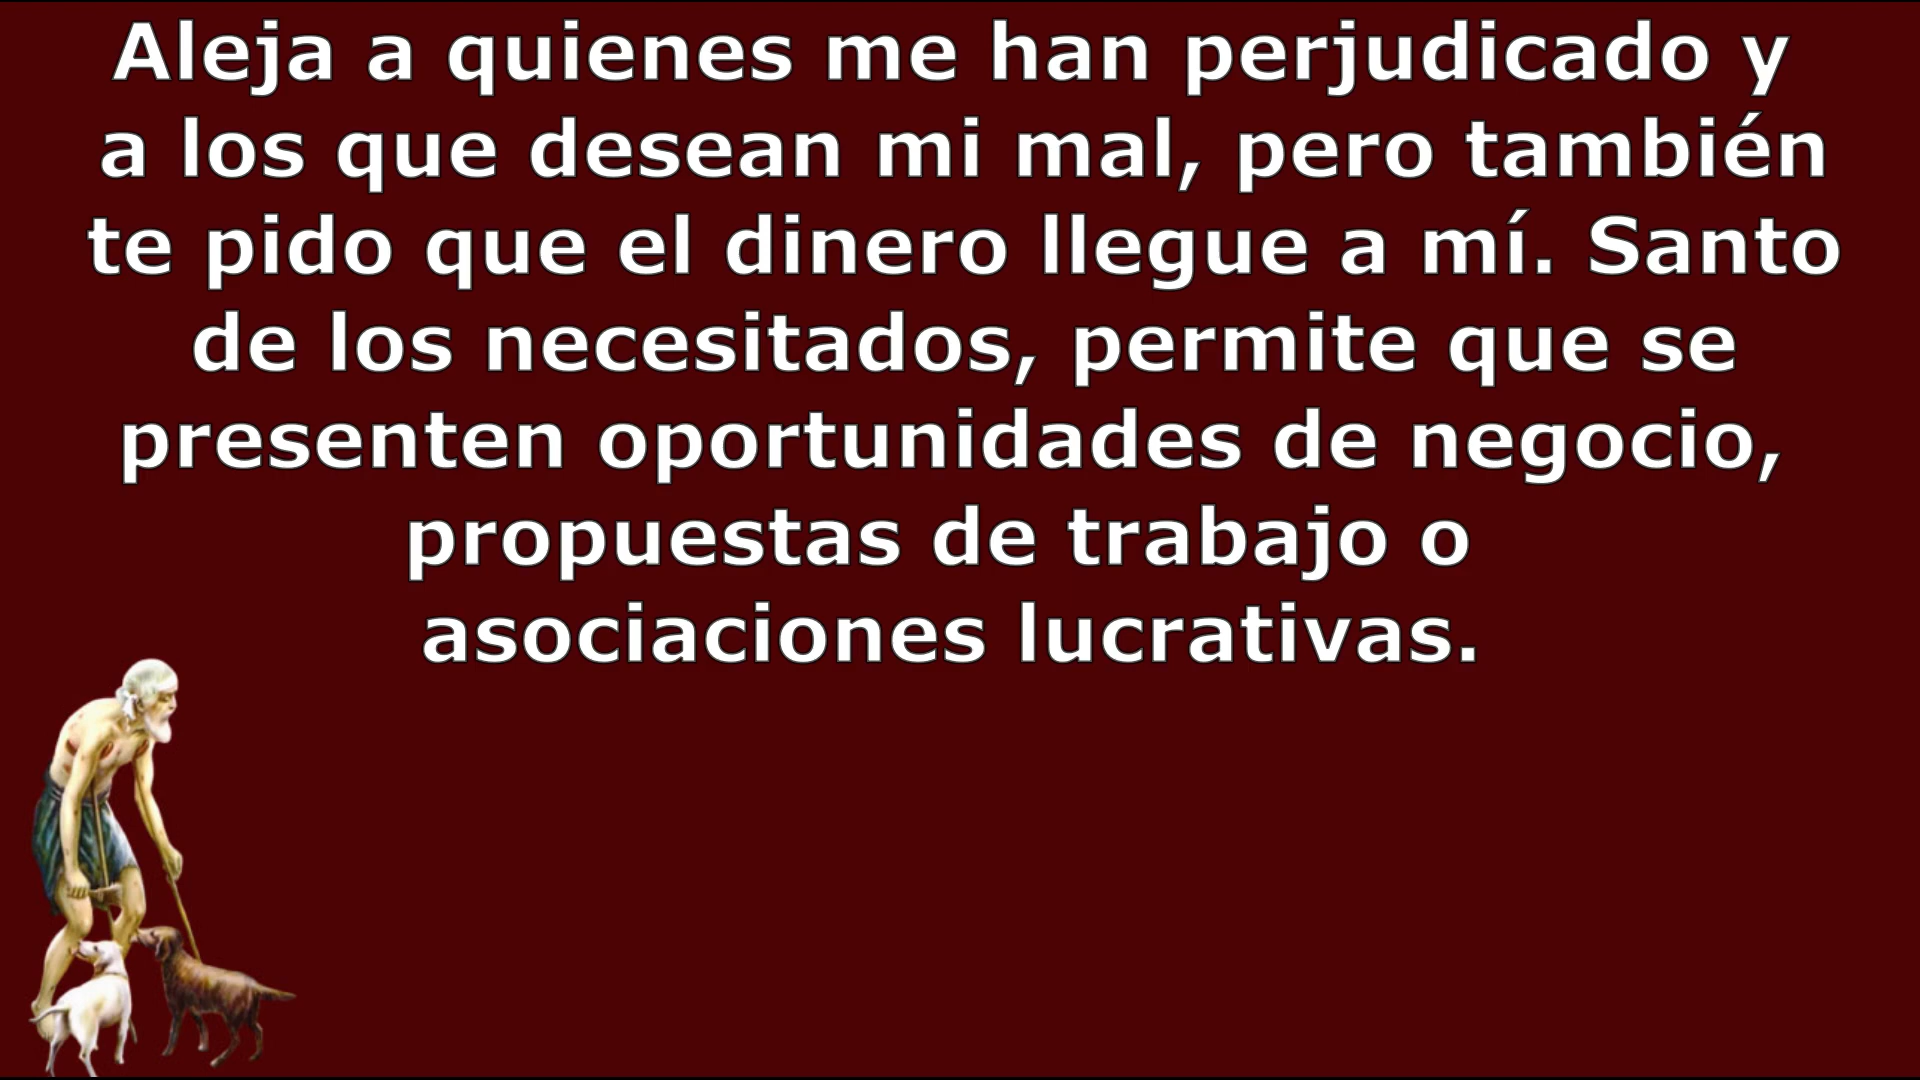 Aleja a quienes me han perjudicado y
a los que desean mi mal, pero también
te pido que el dinero llegue a mí. Santo
de los necesitados, permite que se
presenten oportunidades de negocio,
propuestas de trabajo o
asociaciones lucrativas.